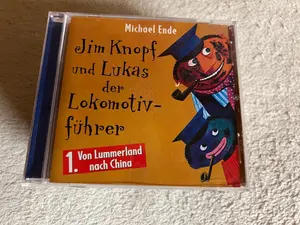 Michael Ende
Jim Knopf
und Lukas
der
Lokomotiv-
führer
1. Von Lummerland
nach China